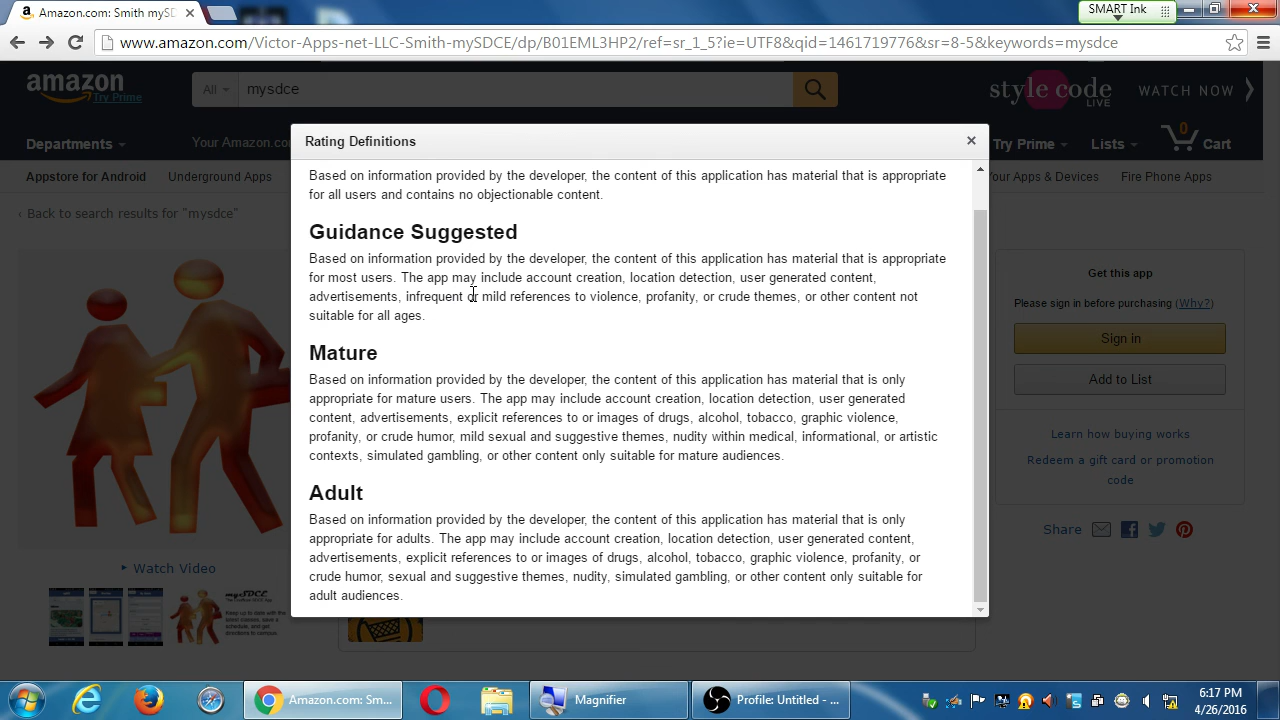 Amazon.com: Smith mySD
SMART Ink
https://www.amazon.com/Victor-Apps-net-LLC-Smith-mySDCE/dp/B01EML3HP2/ref=sr_1_5?ie=UTF8&qid=1461719776&sr=8-5&keywords=mysdce
amazon
Try Prime
All
mysdce
style code
LIVE
WATCH NOW
Departments
Your Amazon.co
Try Prime
Lists
0
Cart
Appstore for Android
Underground Apps
Your Apps & Devices
Fire Phone Apps
‹ Back to search results for "mysdce"
Rating Definitions
Based on information provided by the developer, the content of this application has material that is appropriate
for all users and contains no objectionable content.
Guidance Suggested
Based on information provided by the developer, the content of this application has material that is appropriate
for most users. The app may include account creation, location detection, user generated content,
advertisements, infrequent or mild references to violence, profanity, or crude themes, or other content not
suitable for all ages.
Mature
Based on information provided by the developer, the content of this application has material that is only
appropriate for mature users. The app may include account creation, location detection, user generated
content, advertisements, explicit references to or images of drugs, alcohol, tobacco, graphic violence,
profanity, or crude humor, mild sexual and suggestive themes, nudity within medical, informational, or artistic
contexts, simulated gambling, or other content only suitable for mature audiences.
Adult
Based on information provided by the developer, the content of this application has material that is only
appropriate for adults. The app may include account creation, location detection, user generated content,
advertisements, explicit references to or images of drugs, alcohol, tobacco, graphic violence, profanity, or
crude humor, sexual and suggestive themes, nudity, simulated gambling, or other content only suitable for
adult audiences.
Get this app
Please sign in before purchasing (Why?)
Sign in
Add to List
Learn how buying works
Redeem a gift card or promotion
code
Share
Watch Video
mySDCE
Keep up to date with the
schedule, and get
directions to campus.
Amazon.com: Sm...
Magnifier
Profile: Untitled - ...
6:17 PM
4/26/2016